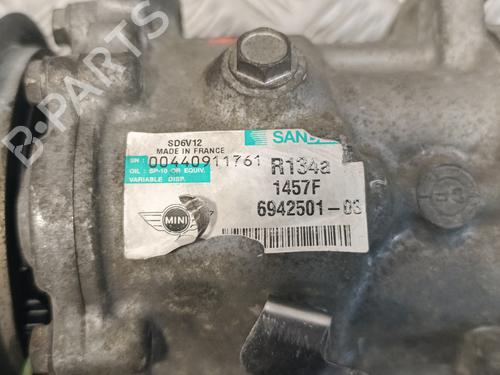 B-PARTS
SD6V12
MADE IN FRANCE
SN: 00440911761
OIL: SP-10 OR EQUIV.
VARIABLE DISP.
R134a
1457F
6942501-03
MINI